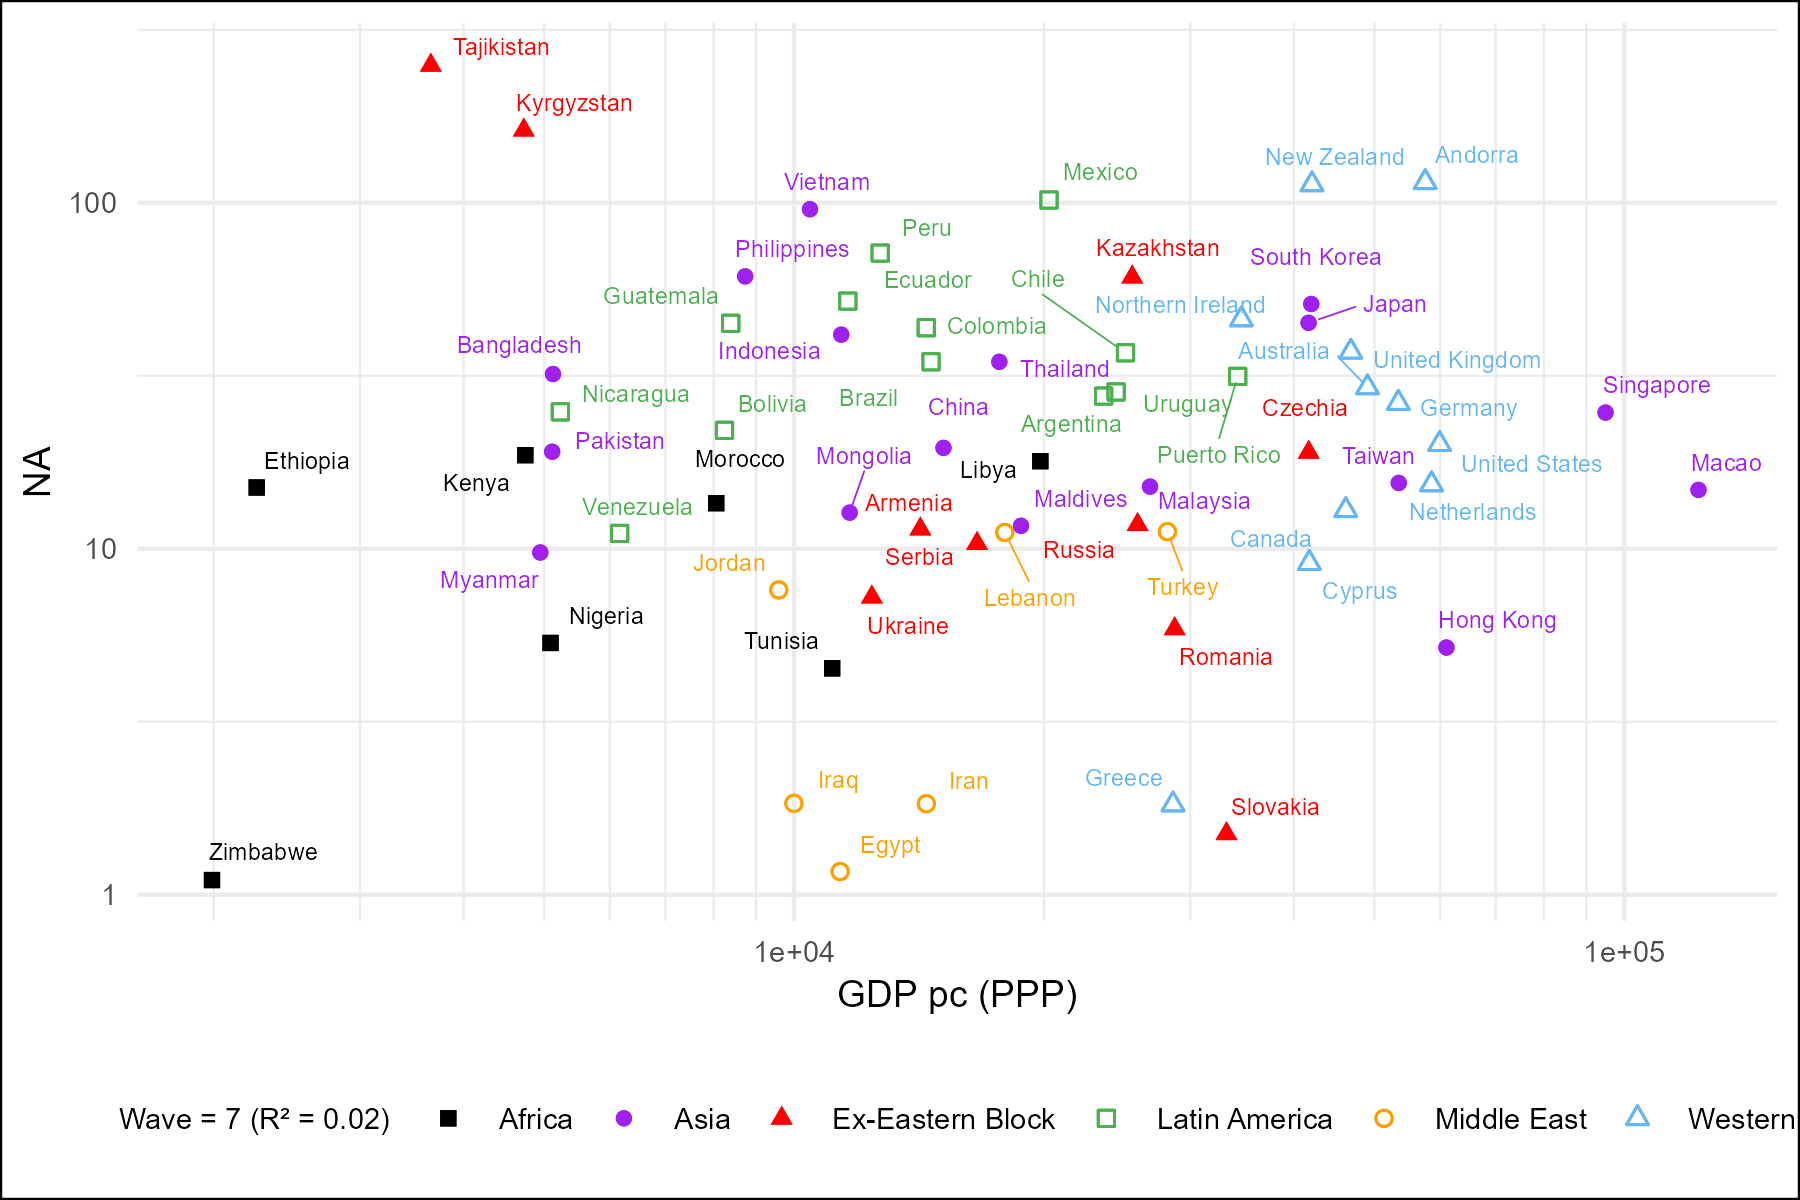 Tajikistan
Kyrgyzstan
New Zealand
Andorra
Mexico
Vietnam
100
Peru
Philippines
Kazakhstan
South Korea
Ecuador
Chile
Guatemala
Northern Ireland
Japan
Colombia
Bangladesh
Indonesia
Australia
United Kingdom
Thailand
Singapore
Nicaragua
Bolivia
Brazil
China
Uruguay
Czechia
Germany
Argentina
Pakistan
Ethiopia
Morocco
Mongolia
Puerto Rico
Taiwan
United States
Macao
NA
Kenya
Libya
Armenia
Maldives
Malaysia
Venezuela
Netherlands
10
Canada
Russia
Serbia
Jordan
Myanmar
Turkey
Cyprus
Lebanon
Nigeria
Ukraine
Hong Kong
Tunisia
Romania
Iraq
Iran
Greece
Slovakia
Egypt
Zimbabwe
1
1e+04
1e+05
GDP pc (PPP)
Wave = 7 (R² = 0.02) Africa Asia Ex-Eastern Block Latin America Middle East Western